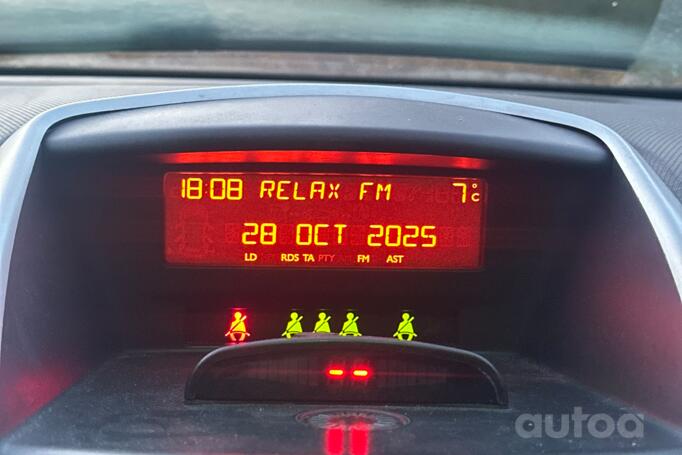 18:08 RELAX FM 7°C
28 OCT 2025
LD RDS TA PTY FM AST
autoa